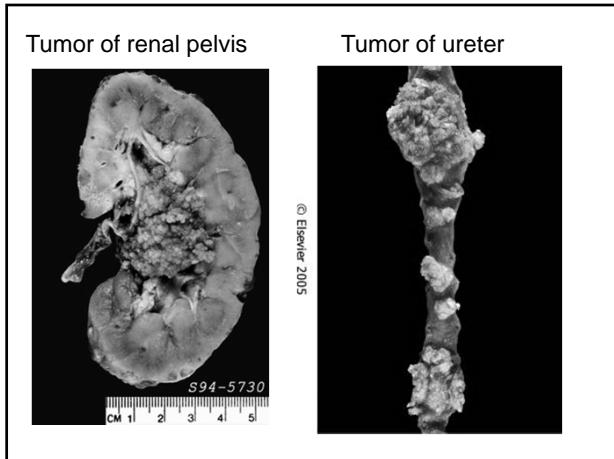 Tumor of renal pelvis
Tumor of ureter
© Elsevier 2005
S94-5730
CM 1 2 3 4 5